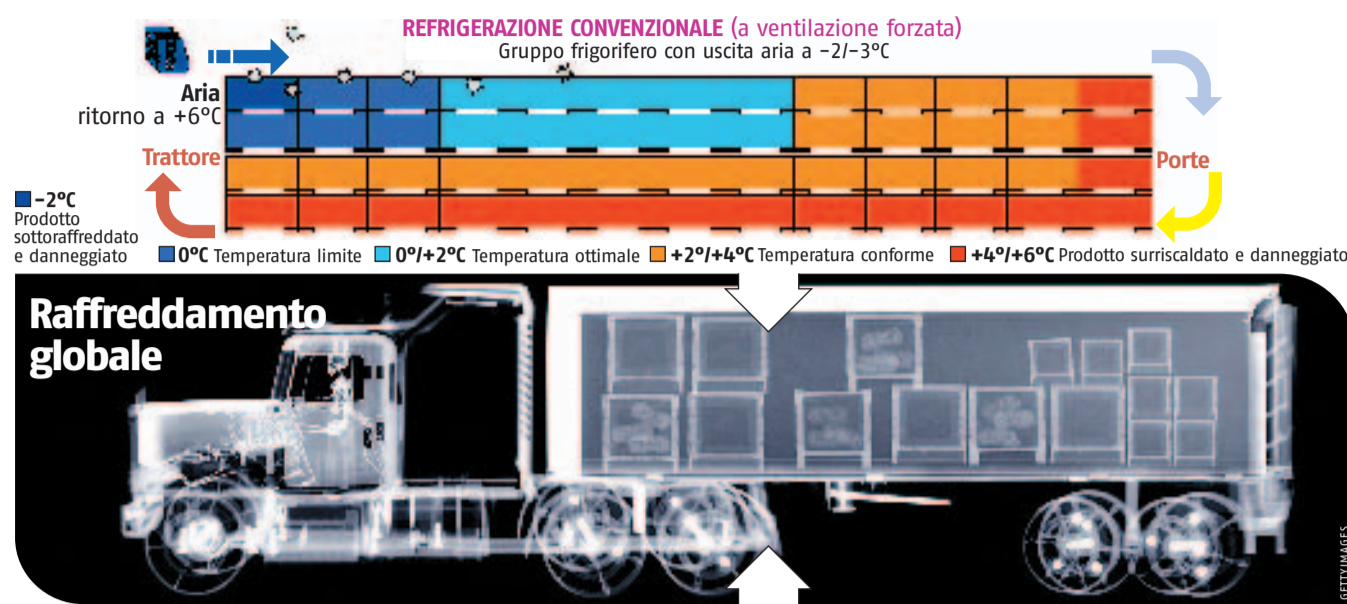 REFRIGERAZIONE CONVENZIONALE (a ventilazione forzata)
Gruppo frigorifero con uscita aria a –2/–3°C
Aria
ritorno a +6°C
Trattore
Porte
–2°C
Prodotto
sottoraffreddato
e danneggiato
0°C Temperatura limite
0°/+2°C Temperatura ottimale
+2°/+4°C Temperatura conforme
+4°/+6°C Prodotto surriscaldato e danneggiato
Raffreddamento
globale
GETTYIMAGES